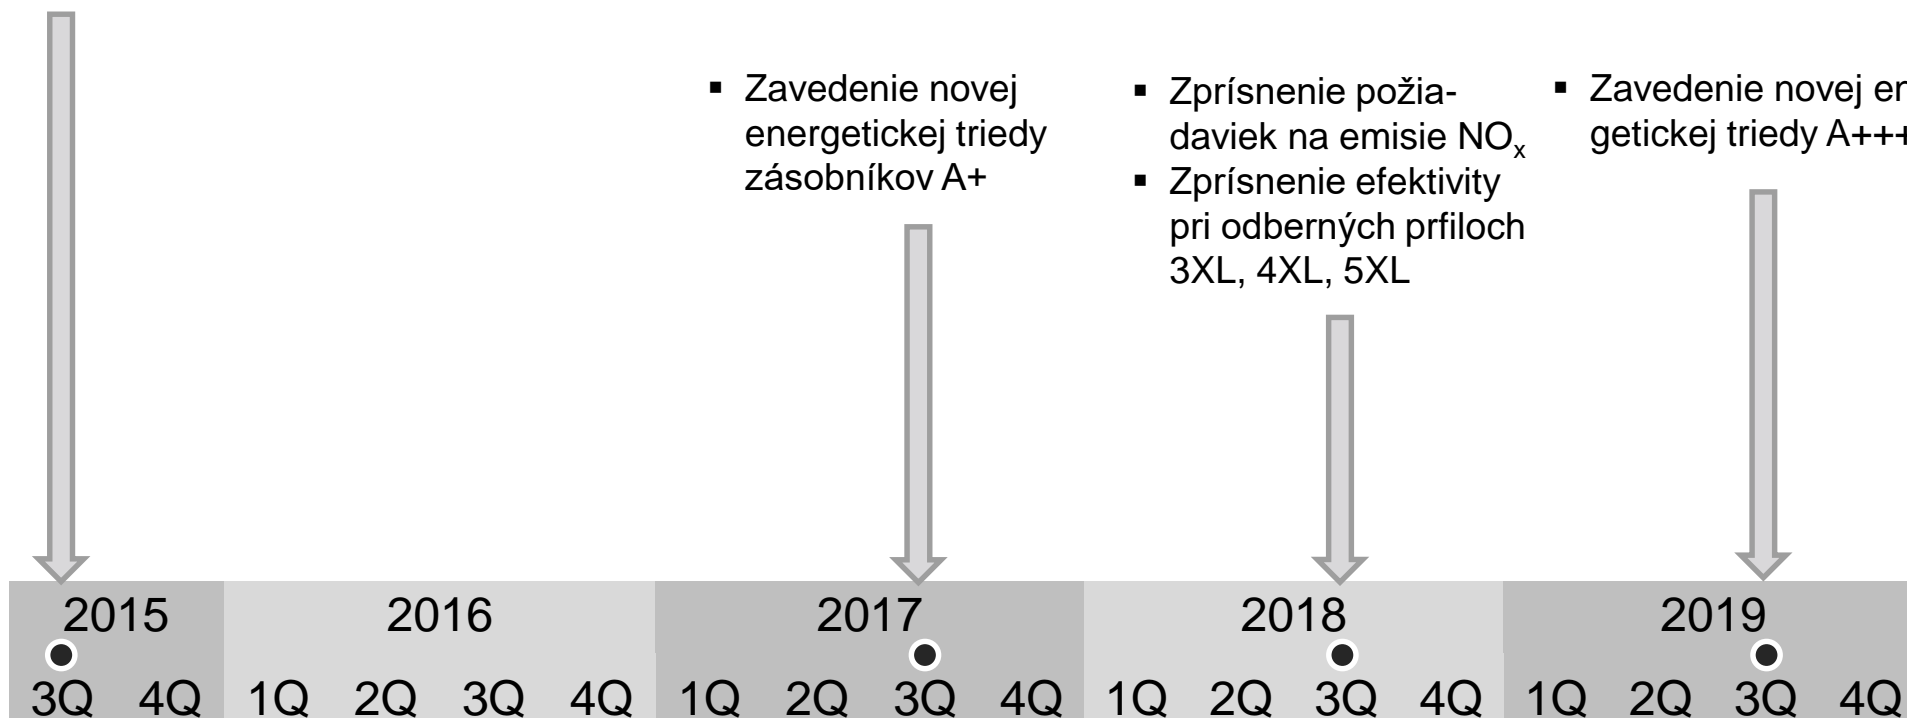 ▪ Zavedenie novej
energetickej triedy
zásobníkov A+
▪ Zprísnenie požia-
daviek na emisie NOx
▪ Zprísnenie efektivity
pri odberných prfiloch
3XL, 4XL, 5XL
▪ Zavedenie novej en
getickej triedy A+++
2015 2016 2017 2018 2019
3Q 4Q 1Q 2Q 3Q 4Q 1Q 2Q 3Q 4Q 1Q 2Q 3Q 4Q 1Q 2Q 3Q 4Q